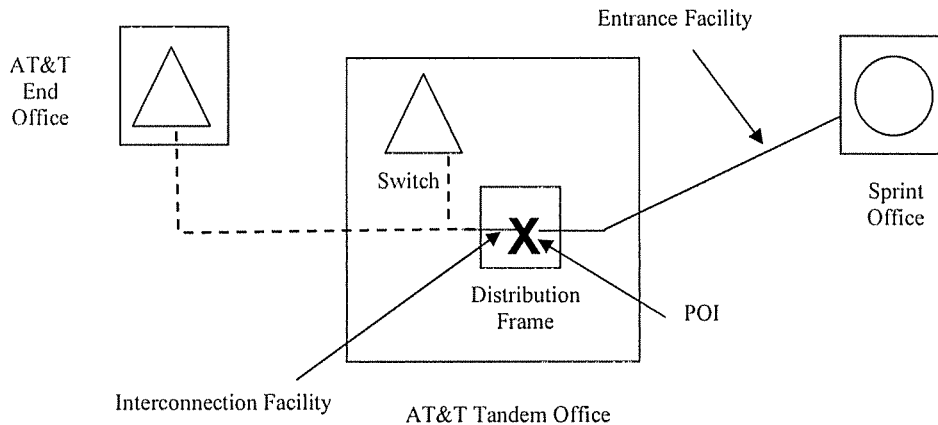 Entrance Facility
AT&T
End
Office
Switch
Sprint
Office
X
Distribution
Frame
POI
Interconnection Facility
AT&T Tandem Office